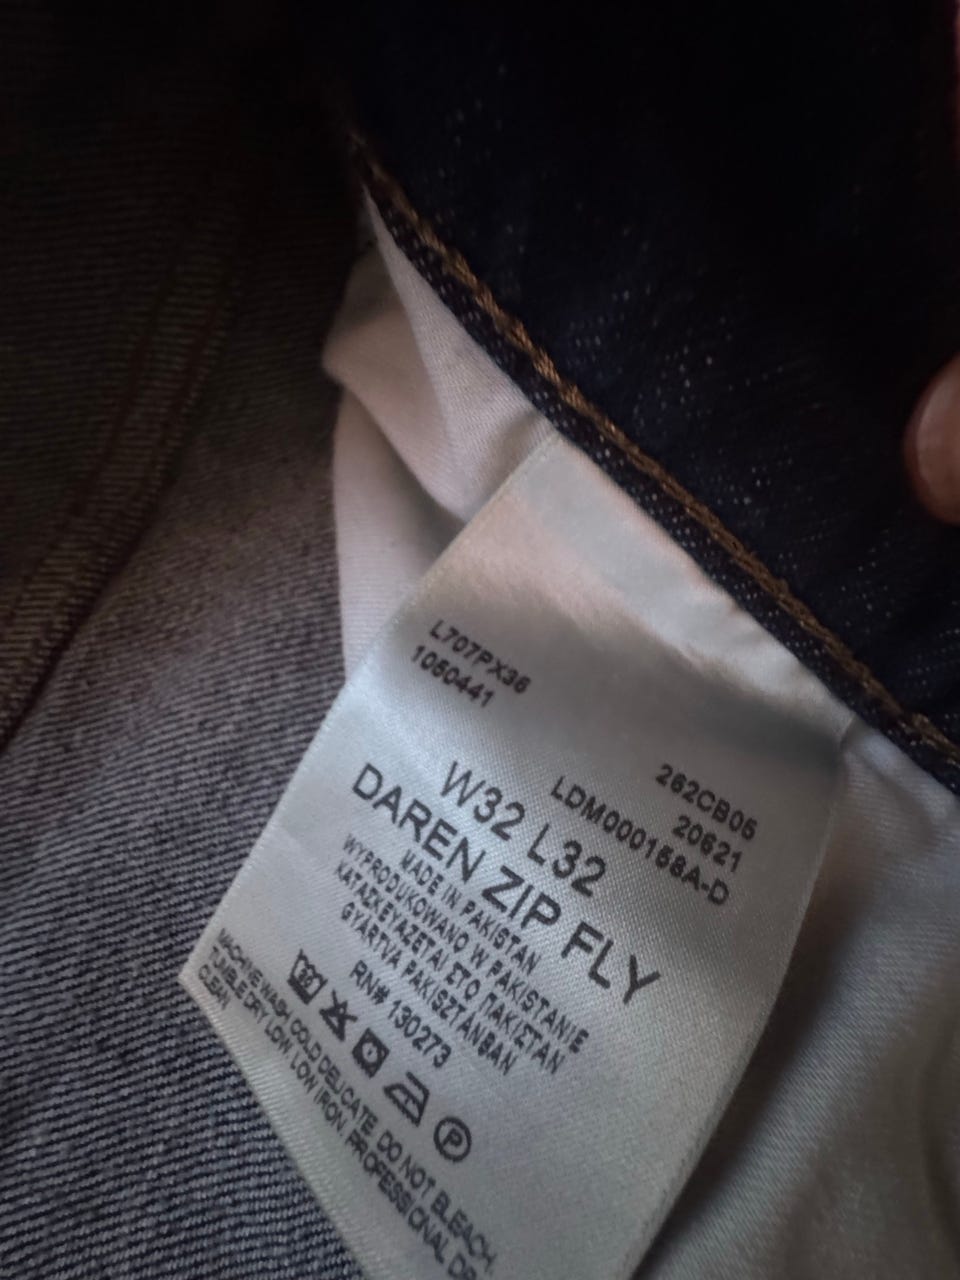 L707PX36
1050441
262CB05
20621
LDM000158A-D
W32 L32
DAREN ZIP FLY
MADE IN PAKISTAN
WYPRODUKOWANO W PAKISTANIE
ΚΑΤΑΣΚΕΥΑΖΕΤΑΙ ΣΤΟ ΠΑΚΙΣΤΑΝ
GYÁRTVA PAKISZTÁNBAN
RN# 130273
P
MACHINE WASH COLD DELICATE. DO NOT BLEACH.
TUMBLE DRY LOW. LOW IRON. PROFESSIONAL
CLEAN